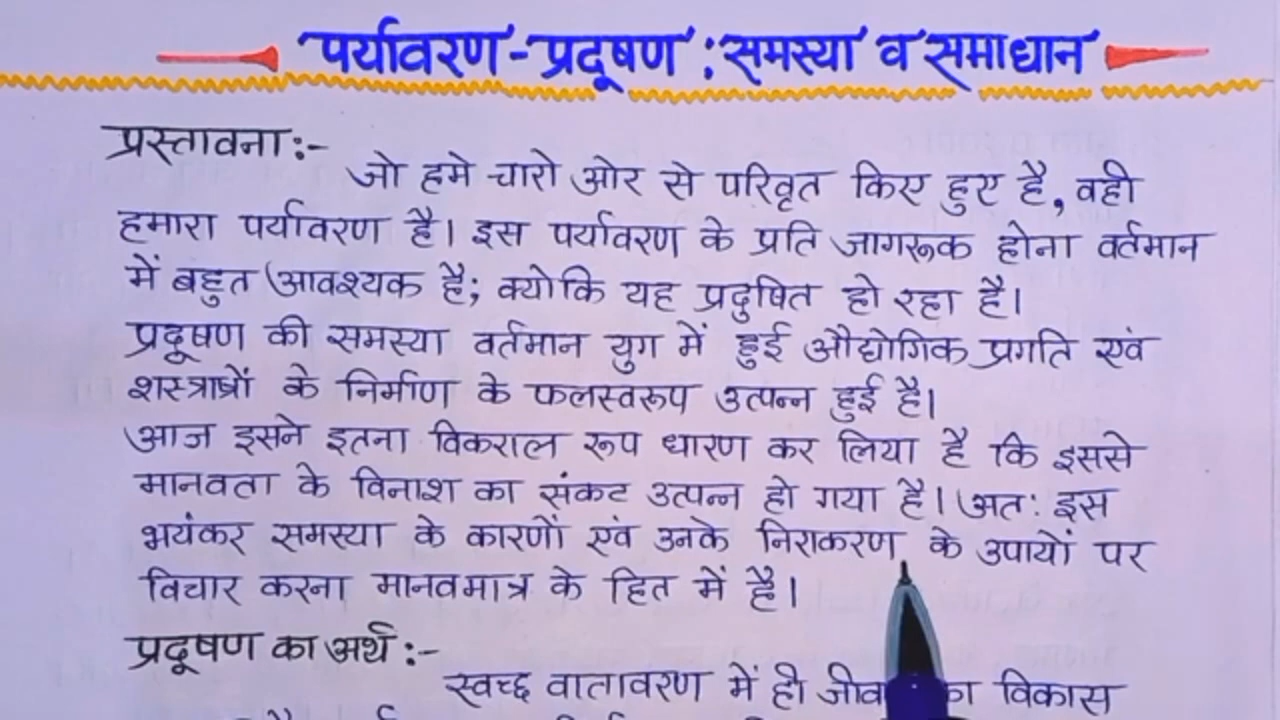 पर्यावरण-प्रदूषण : समस्या व समाधान
प्रस्तावना:-
जो हमे चारो ओर से परिवृत किए हुए है, वही
हमारा पर्यावरण है। इस पर्यावरण के प्रति जागरूक होना वर्तमान
में बहुत आवश्यक है; क्योकि यह प्रदुषित हो रहा है।
प्रदूषण की समस्या वर्तमान युग में हुई औद्योगिक प्रगति एवं
के निर्माण के फलस्वरूप उत्पन्न हुई है।
आज इसने इतना विकराल रूप धारण कर लिया है कि इससे
मानवता के विनाश का संकट उत्पन्न हो गया है। अतः इस
भयंकर समस्या के कारणों एवं उनके निराकरण के उपायों पर
विचार करना मानवमात्र के हित में है।
प्रदूषण का अर्थ:-
स्वच्छ वातावरण में ही का विकास